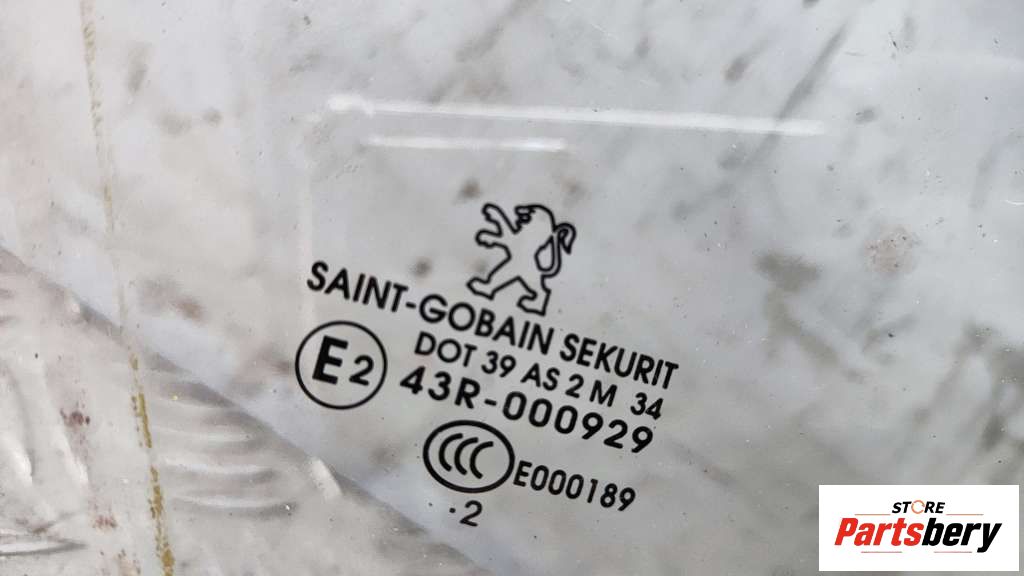 SAINT-GOBAIN SEKURIT
DOT 39 AS 2 M 34
E2 43R-000929
CCC E000189
..2
STORE
Partsbery